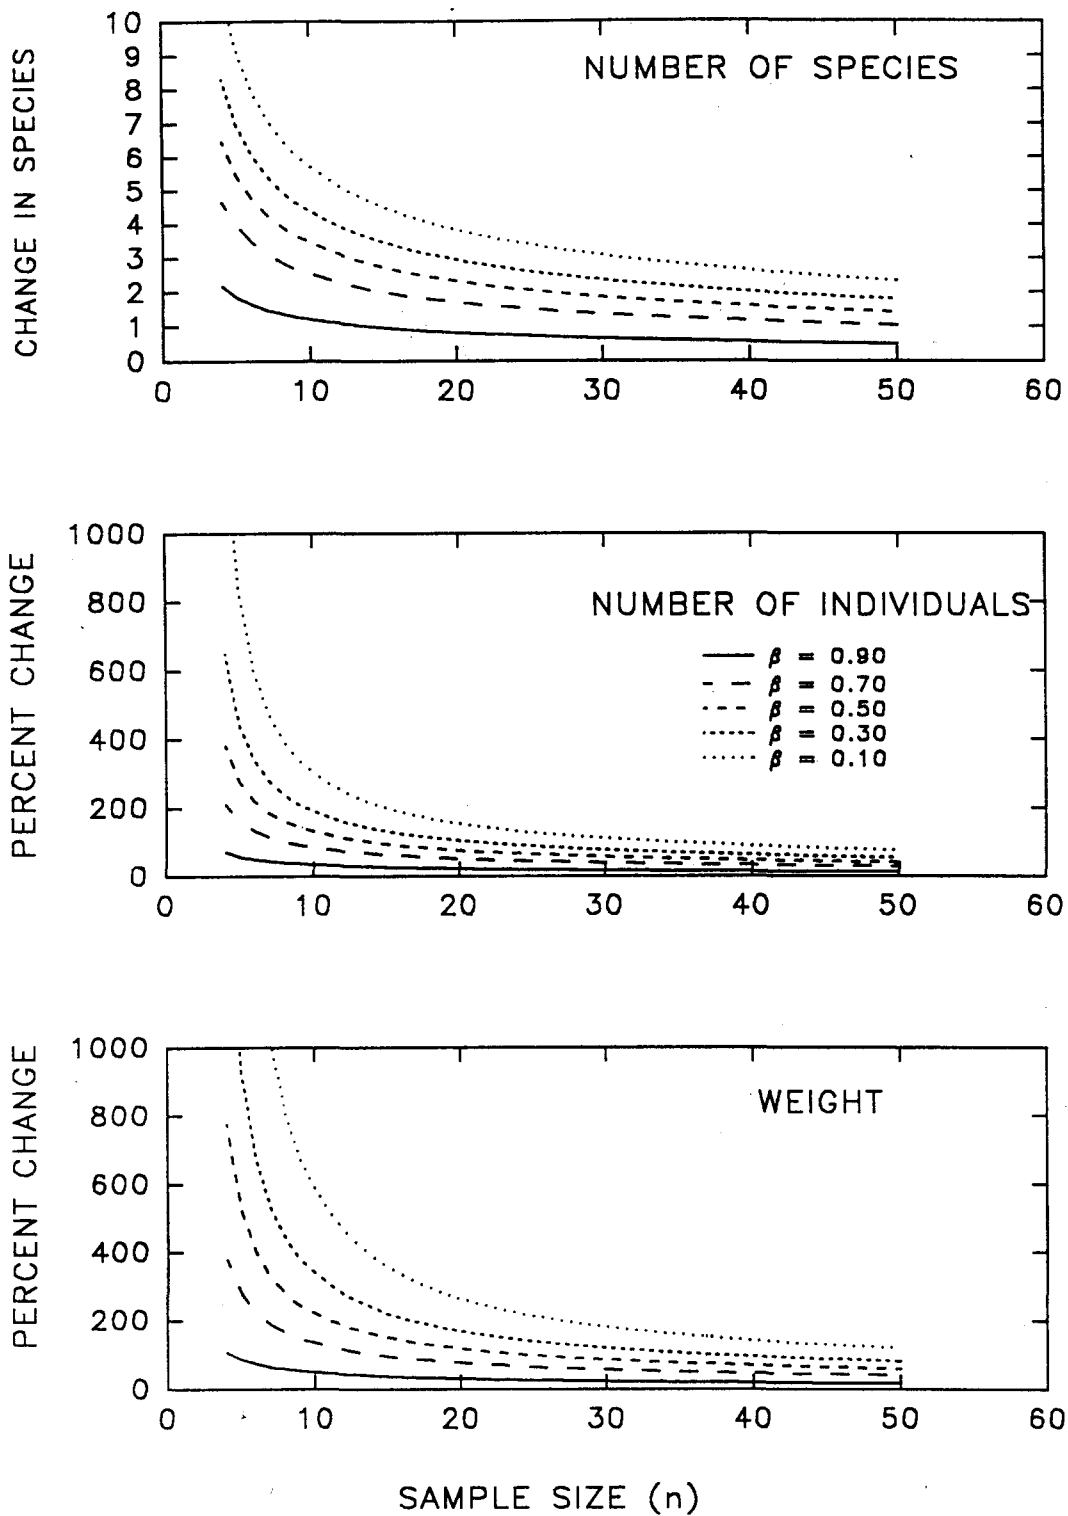 NUMBER OF SPECIES
CHANGE IN SPECIES
10
9
8
7
6
5
4
3
2
1
0
0 10 20 30 40 50 60
NUMBER OF INDIVIDUALS
PERCENT CHANGE
1000
800
600
400
200
0
β = 0.90
β = 0.70
β = 0.50
β = 0.30
β = 0.10
0 10 20 30 40 50 60
WEIGHT
PERCENT CHANGE
1000
800
600
400
200
0
0 10 20 30 40 50 60
SAMPLE SIZE (n)